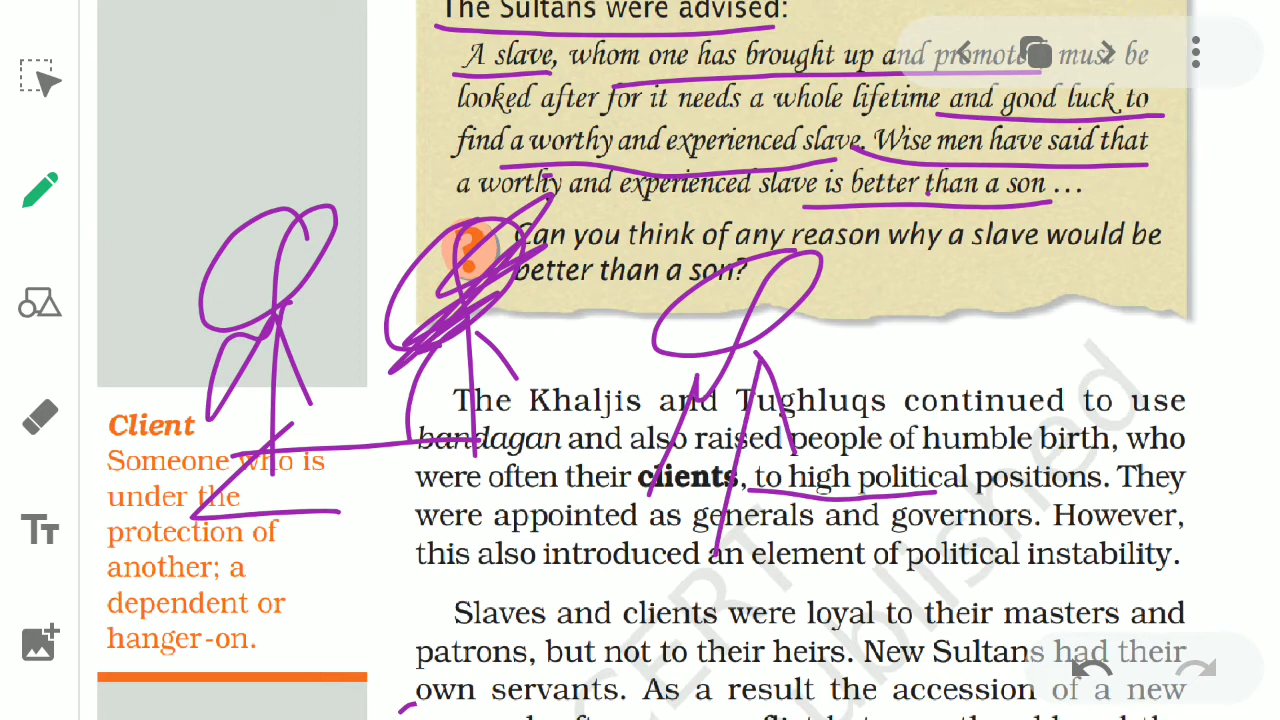 The Sultans were advised:
A slave, whom one has brought up and promoted must be
looked after for it needs a whole lifetime and good luck to
find a worthy and experienced slave. Wise men have said that
a worthy and experienced slave is better than a son ...
Can you think of any reason why a slave would be
better than a son?
Client
Someone who is
under the
protection of
another; a
dependent or
hanger-on.
The Khaljis and Tughluqs continued to use
bandagan and also raised people of humble birth, who
were often their clients, to high political positions. They
were appointed as generals and governors. However,
this also introduced an element of political instability.
Slaves and clients were loyal to their masters and
patrons, but not to their heirs. New Sultans had their
own servants. As a result the accession of a new